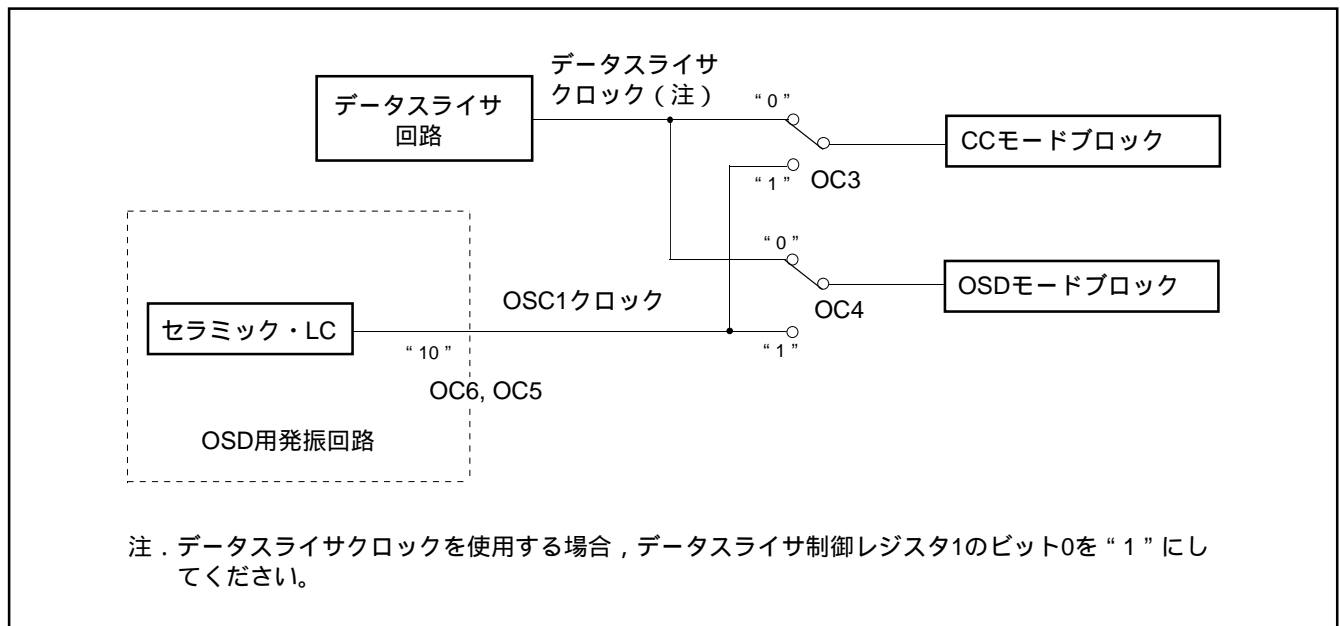 データスライサ
クロック（注）
データスライサ
回路
“ 0 ”
CCモードブロック
“ 1 ”
OC3
“ 0 ”
OSDモードブロック
OC4
OSC1クロック
セラミック・LC
“ 10 ”
“ 1 ”
OC6, OC5
OSD用発振回路
注．データスライサクロックを使用する場合，データスライサ制御レジスタ1のビット0を“ 1 ”にし
てください。